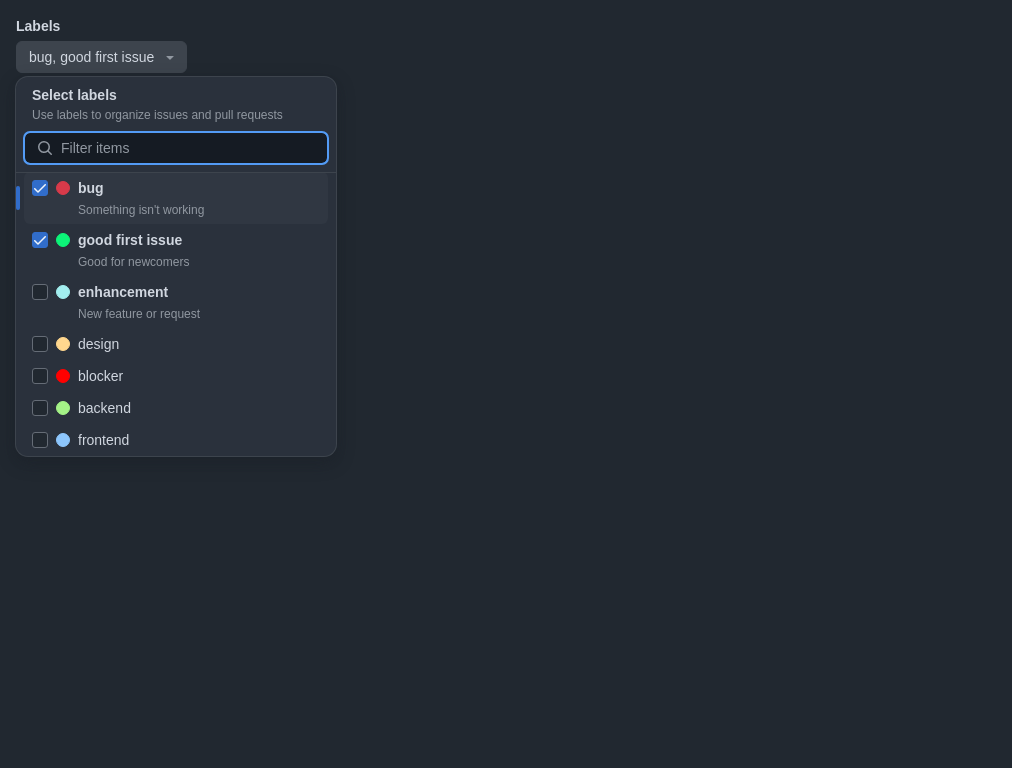 Labels
bug, good first issue
Select labels
Use labels to organize issues and pull requests
Filter items
bug
Something isn't working
good first issue
Good for newcomers
enhancement
New feature or request
design
blocker
backend
frontend